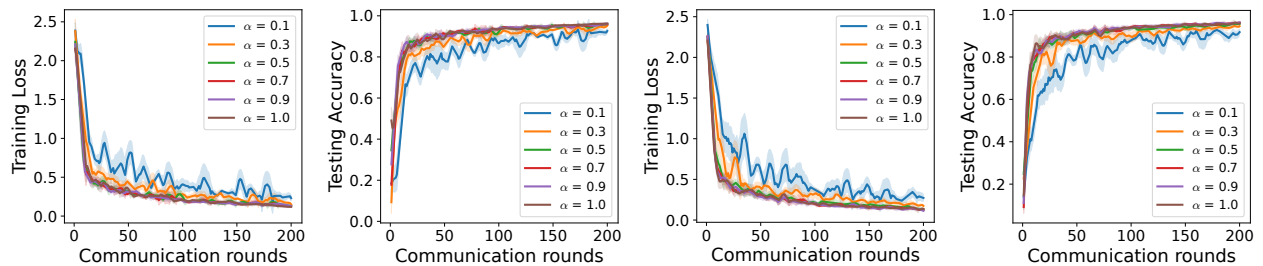 Training Loss
2.5
2.0
1.5
1.0
0.5
0.0
0
50
100
150
200
Communication rounds
α = 0.1
α = 0.3
α = 0.5
α = 0.7
α = 0.9
α = 1.0
Testing Accuracy
1.0
0.8
0.6
0.4
0.2
0.0
0
50
100
150
200
Communication rounds
α = 0.1
α = 0.3
α = 0.5
α = 0.7
α = 0.9
α = 1.0
Training Loss
2.5
2.0
1.5
1.0
0.5
0.0
0
50
100
150
200
Communication rounds
α = 0.1
α = 0.3
α = 0.5
α = 0.7
α = 0.9
α = 1.0
Testing Accuracy
1.0
0.8
0.6
0.4
0.2
0
50
100
150
200
Communication rounds
α = 0.1
α = 0.3
α = 0.5
α = 0.7
α = 0.9
α = 1.0